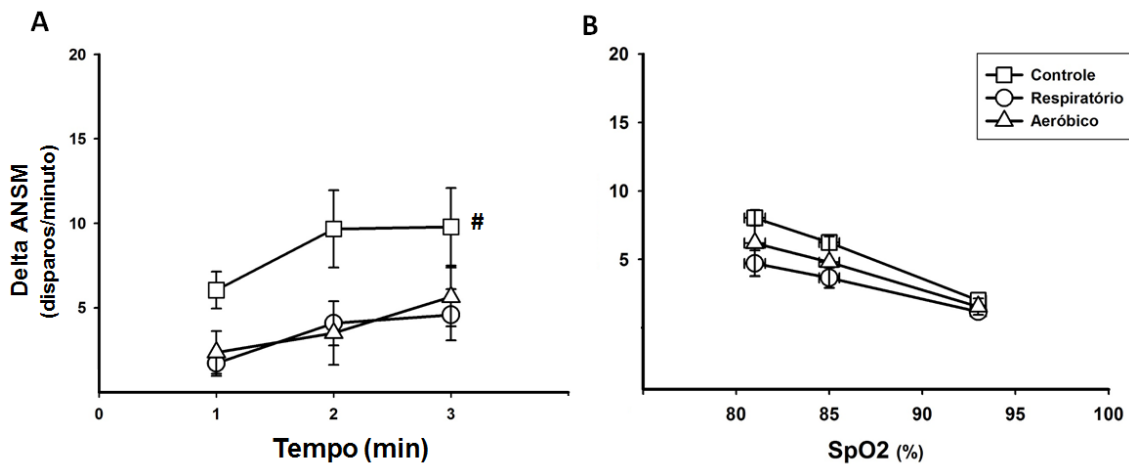 A
B
20
15
10
5
0
1
2
3
Delta ANSM
(disparos/minuto)
Tempo (min)
#
20
15
10
5
80
85
90
95
100
SpO2 (%)
Controle
Respiratório
Aeróbico